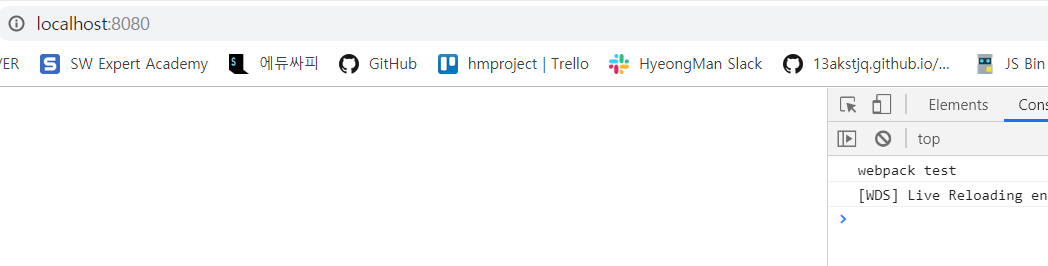 localhost:8080
VER SW Expert Academy 에듀싸피 GitHub hmproject | Trello HyeongMan Slack 13akstjq.github.io/... JS Bin
Elements Cons
top
webpack test
[WDS] Live Reloading en